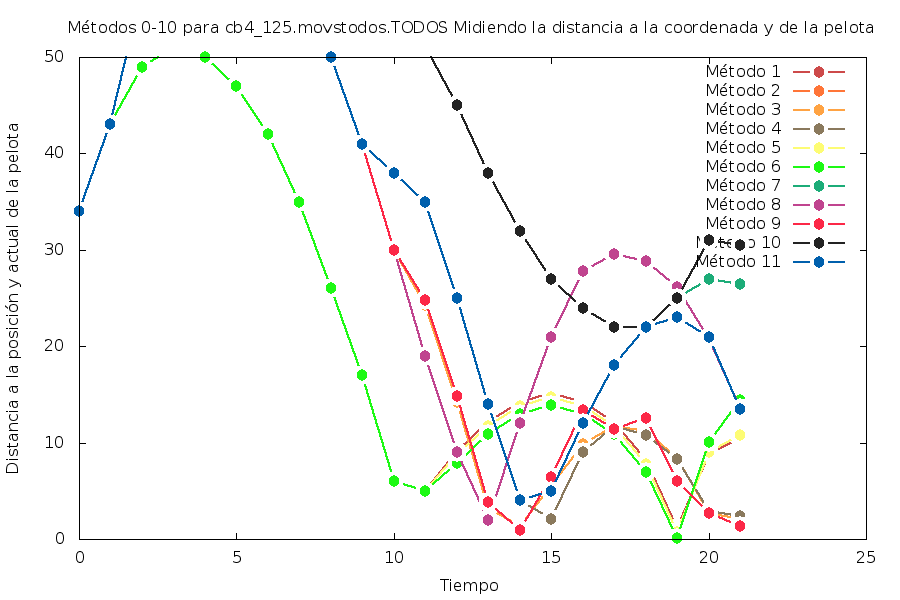 Métodos 0-10 para cb4_125.movstodos.TODOS Midiendo la distancia a la coordenada y de la pelota
Distancia a la posición y actual de la pelota
50
40
30
20
10
0
0 5 10 15 20 25
Tiempo
Método 1
Método 2
Método 3
Método 4
Método 5
Método 6
Método 7
Método 8
Método 9
10
Método 11